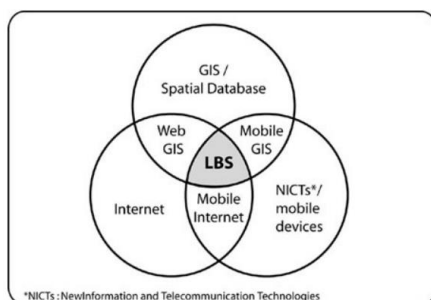 GIS /
Spatial Database
Web
GIS
Mobile
GIS
LBS
Internet
Mobile
Internet
NICTs*/
mobile
devices
*NICTs : NewInformation and Telecommunication Technologies